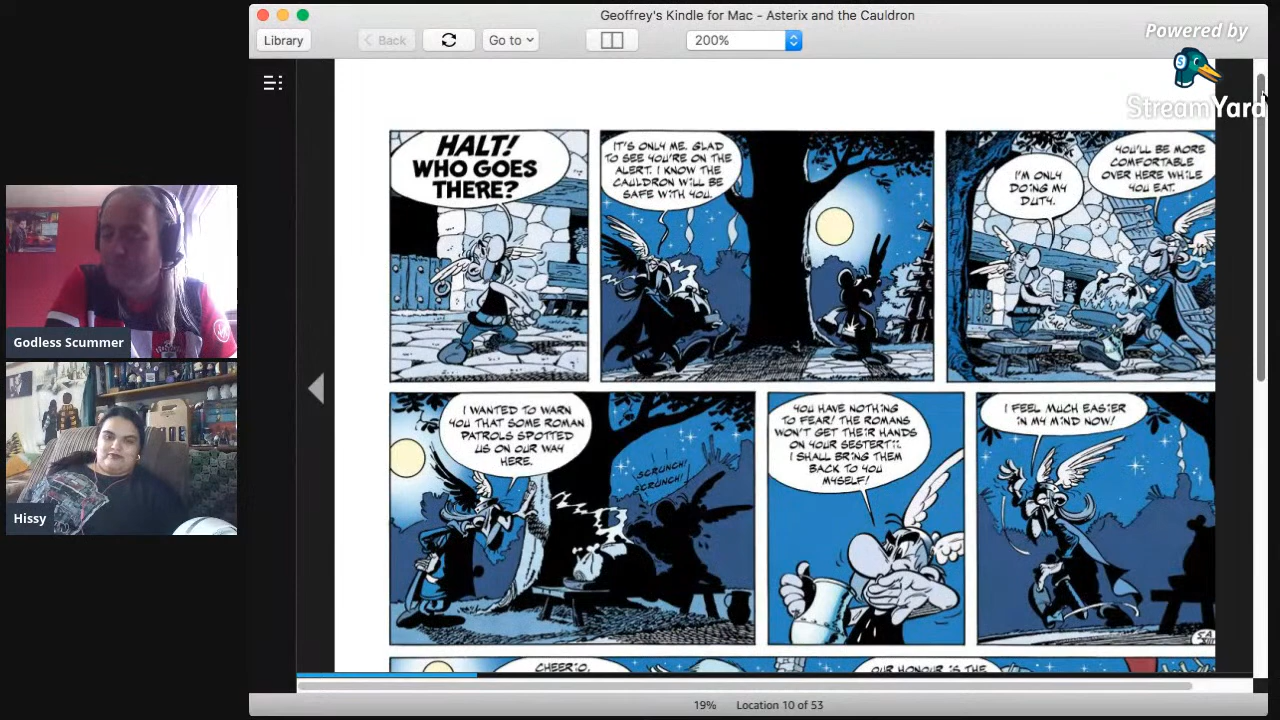 Geoffrey's Kindle for Mac - Asterix and the Cauldron
Powered by
StreamYard
Library
Back
Go to
200%
HALT!
WHO GOES
THERE?
IT'S ONLY ME. GLAD
TO SEE YOU'RE ON THE
ALERT. I KNOW THE
CAULDRON WILL BE
SAFE WITH YOU.
I'M ONLY
DOING MY
DUTY.
YOU'LL BE MORE
COMFORTABLE
OVER HERE WHILE
YOU EAT.
I WANTED TO WARN
YOU THAT SOME ROMAN
PATROLS SPOTTED
US ON OUR WAY
HERE.
SCRUNCH!
SCRUNCH!
YOU HAVE NOTHING
TO FEAR! THE ROMANS
WON'T GET THEIR HANDS
ON YOUR SESTERTII.
I SHALL BRING THEM
BACK TO YOU
MYSELF!
I FEEL MUCH EASIER
IN MY MIND NOW!
CHEERIO,
OUR HONOUR IS THE
Godless Scummer
Hissy
19%
Location 10 of 53